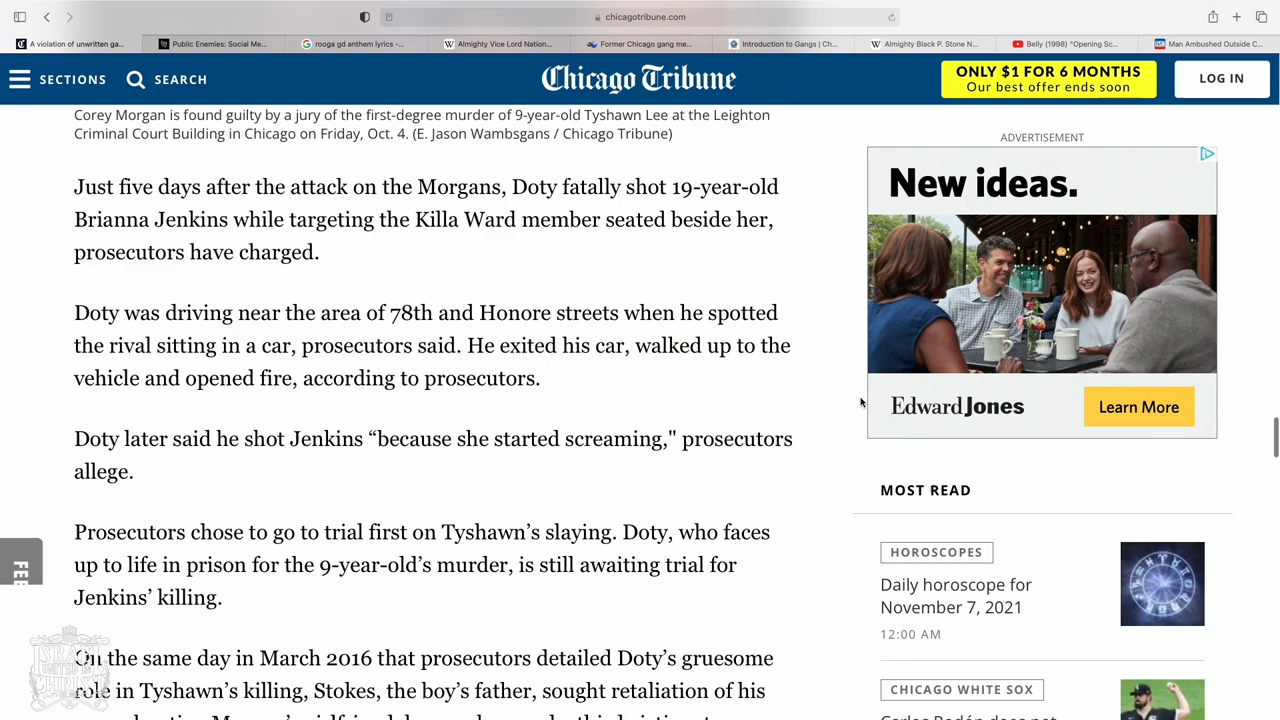 chicagotribune.com
A violation of unwritten ga...
Public Enemies: Social Me...
rooga gd anthem lyrics -...
Almighty Vice Lord Nation...
Former Chicago gang me...
Introduction to Gangs | Ch...
Almighty Black P. Stone N...
Belly (1998) "Opening Sc...
Man Ambushed Outside C...
SECTIONS
SEARCH
Chicago Tribune
ONLY $1 FOR 6 MONTHS
Our best offer ends soon
LOG IN
Corey Morgan is found guilty by a jury of the first-degree murder of 9-year-old Tyshawn Lee at the Leighton
Criminal Court Building in Chicago on Friday, Oct. 4. (E. Jason Wambsgans / Chicago Tribune)
Just five days after the attack on the Morgans, Doty fatally shot 19-year-old
Brianna Jenkins while targeting the Killa Ward member seated beside her,
prosecutors have charged.
Doty was driving near the area of 78th and Honore streets when he spotted
the rival sitting in a car, prosecutors said. He exited his car, walked up to the
vehicle and opened fire, according to prosecutors.
Doty later said he shot Jenkins “because she started screaming," prosecutors
allege.
Prosecutors chose to go to trial first on Tyshawn’s slaying. Doty, who faces
up to life in prison for the 9-year-old’s murder, is still awaiting trial for
Jenkins’ killing.
On the same day in March 2016 that prosecutors detailed Doty’s gruesome
role in Tyshawn’s killing, Stokes, the boy’s father, sought retaliation of his
FEE
ISRAEL
UNITED IN
CHRIST
ADVERTISEMENT
New ideas.
Edward Jones
Learn More
MOST READ
HOROSCOPES
Daily horoscope for
November 7, 2021
12:00 AM
CHICAGO WHITE SOX
Carlos Rodón does not